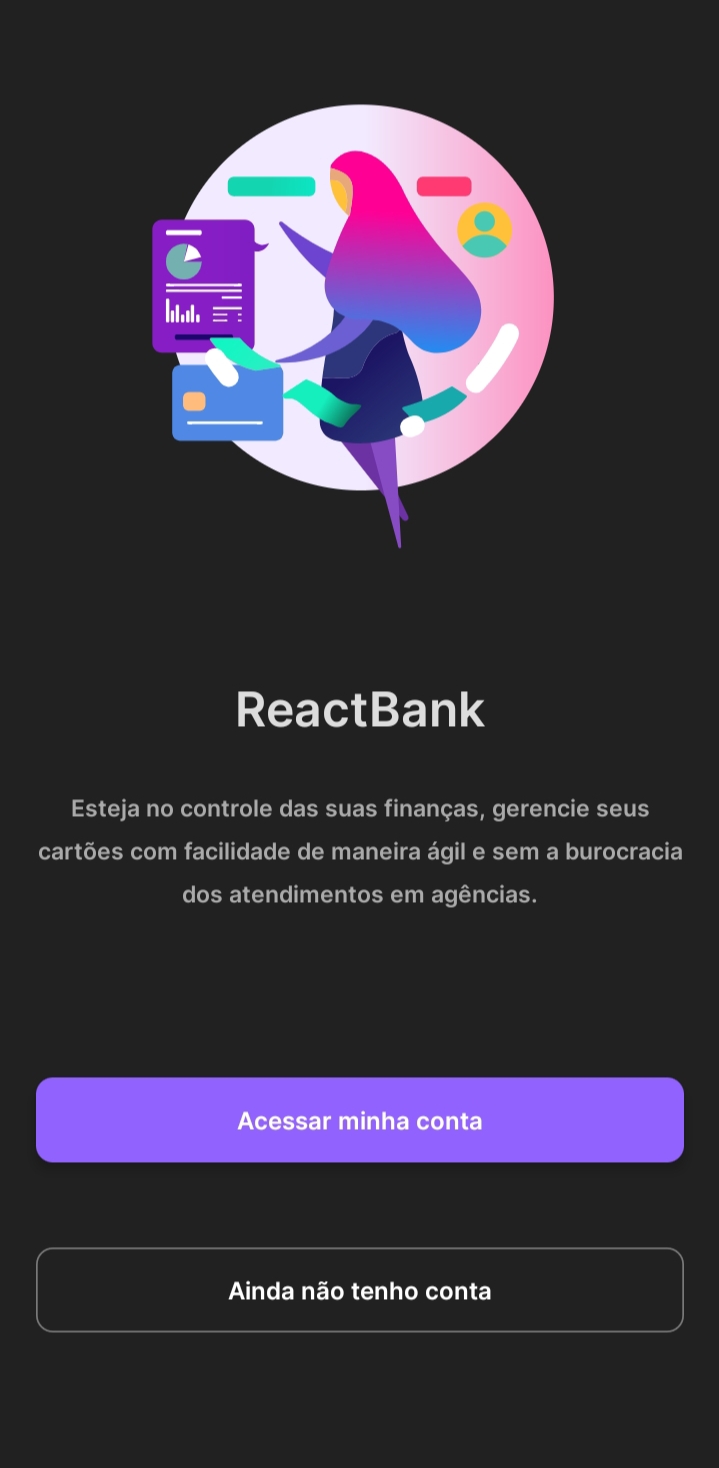 ReactBank
Esteja no controle das suas finanças, gerencie seus
cartões com facilidade de maneira ágil e sem a burocracia
dos atendimentos em agências.
Acessar minha conta
Ainda não tenho conta